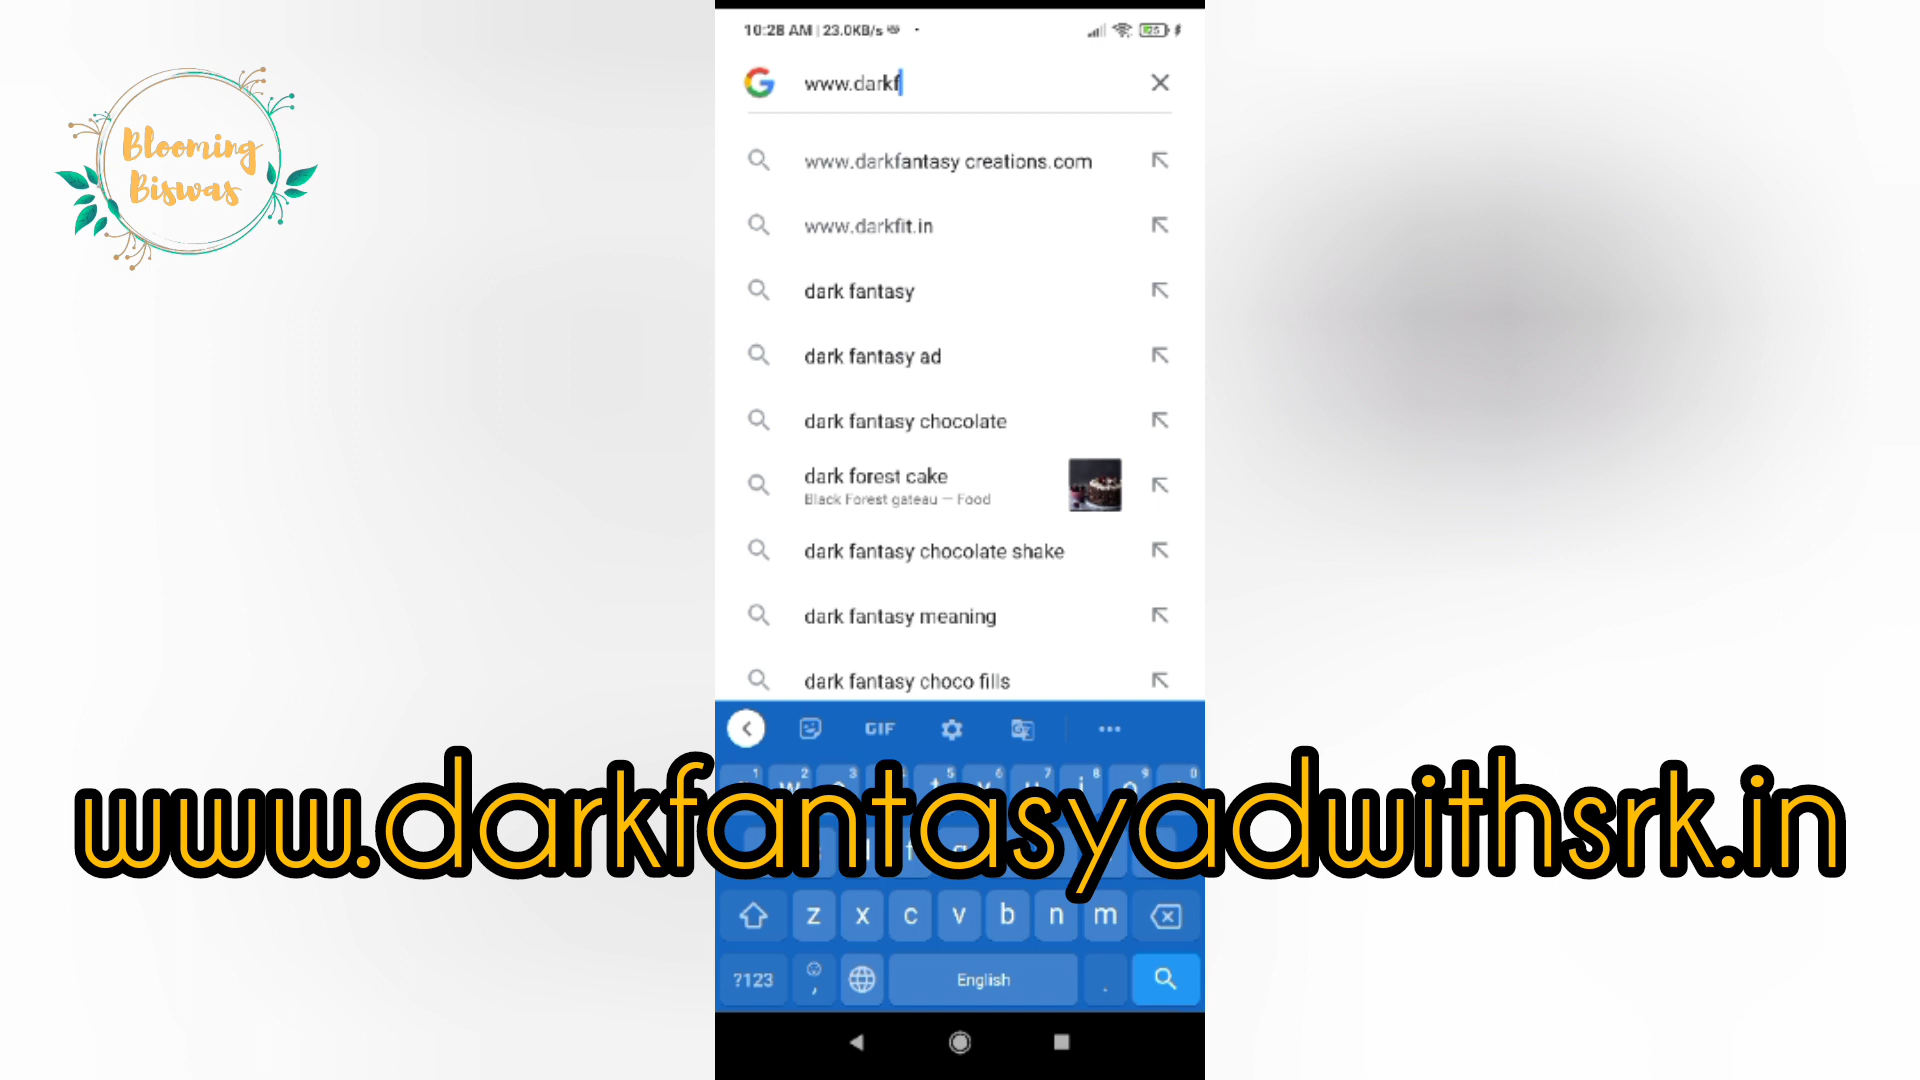 Blooming
Biswas
10:28 AM | 23.0KB/s
www.darkf
www.darkfantasy creations.com
www.darkfit.in
dark fantasy
dark fantasy ad
dark fantasy chocolate
dark forest cake
Black Forest gateau — Food
dark fantasy chocolate shake
dark fantasy meaning
dark fantasy choco fills
GIF
www.darkfantasyadwithsrk.in
z x c v b n m
?123 , English .